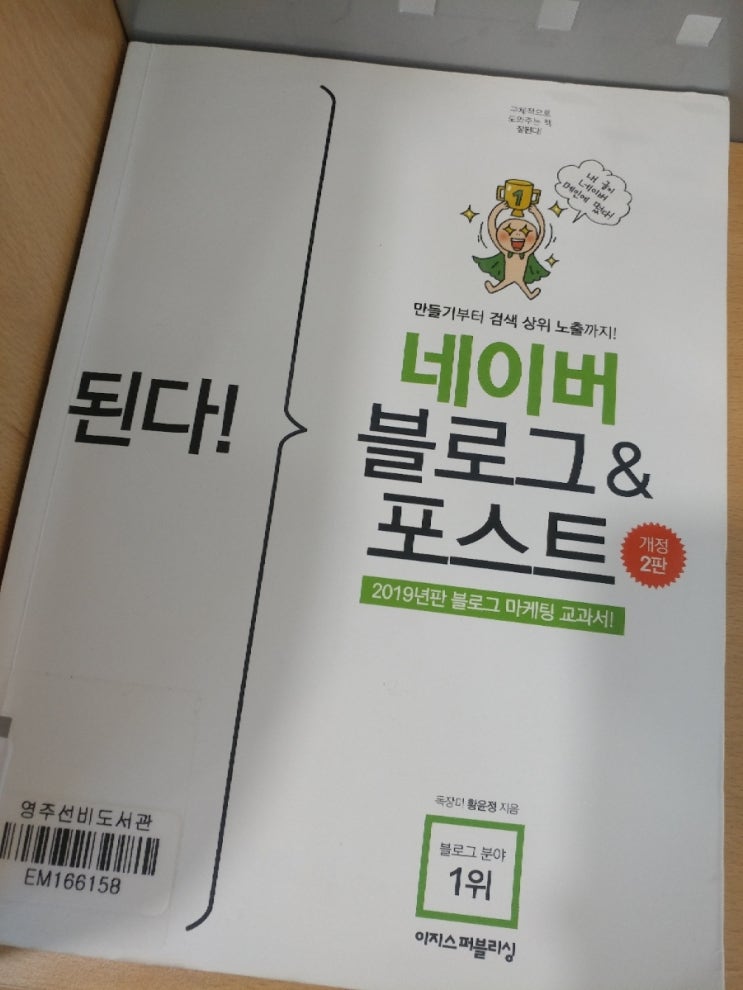 구체적으로
도와주는 책
잘된다!
내 글이
네이버
메인에 떴다!
만들기부터 검색 상위 노출까지!
된다!
네이버
블로그 &
포스트
개정
2판
2019년판 블로그 마케팅 교과서!
황윤정 지음
블로그 분야
1위
이지스 퍼블리싱
영주선비도서관
EM166158